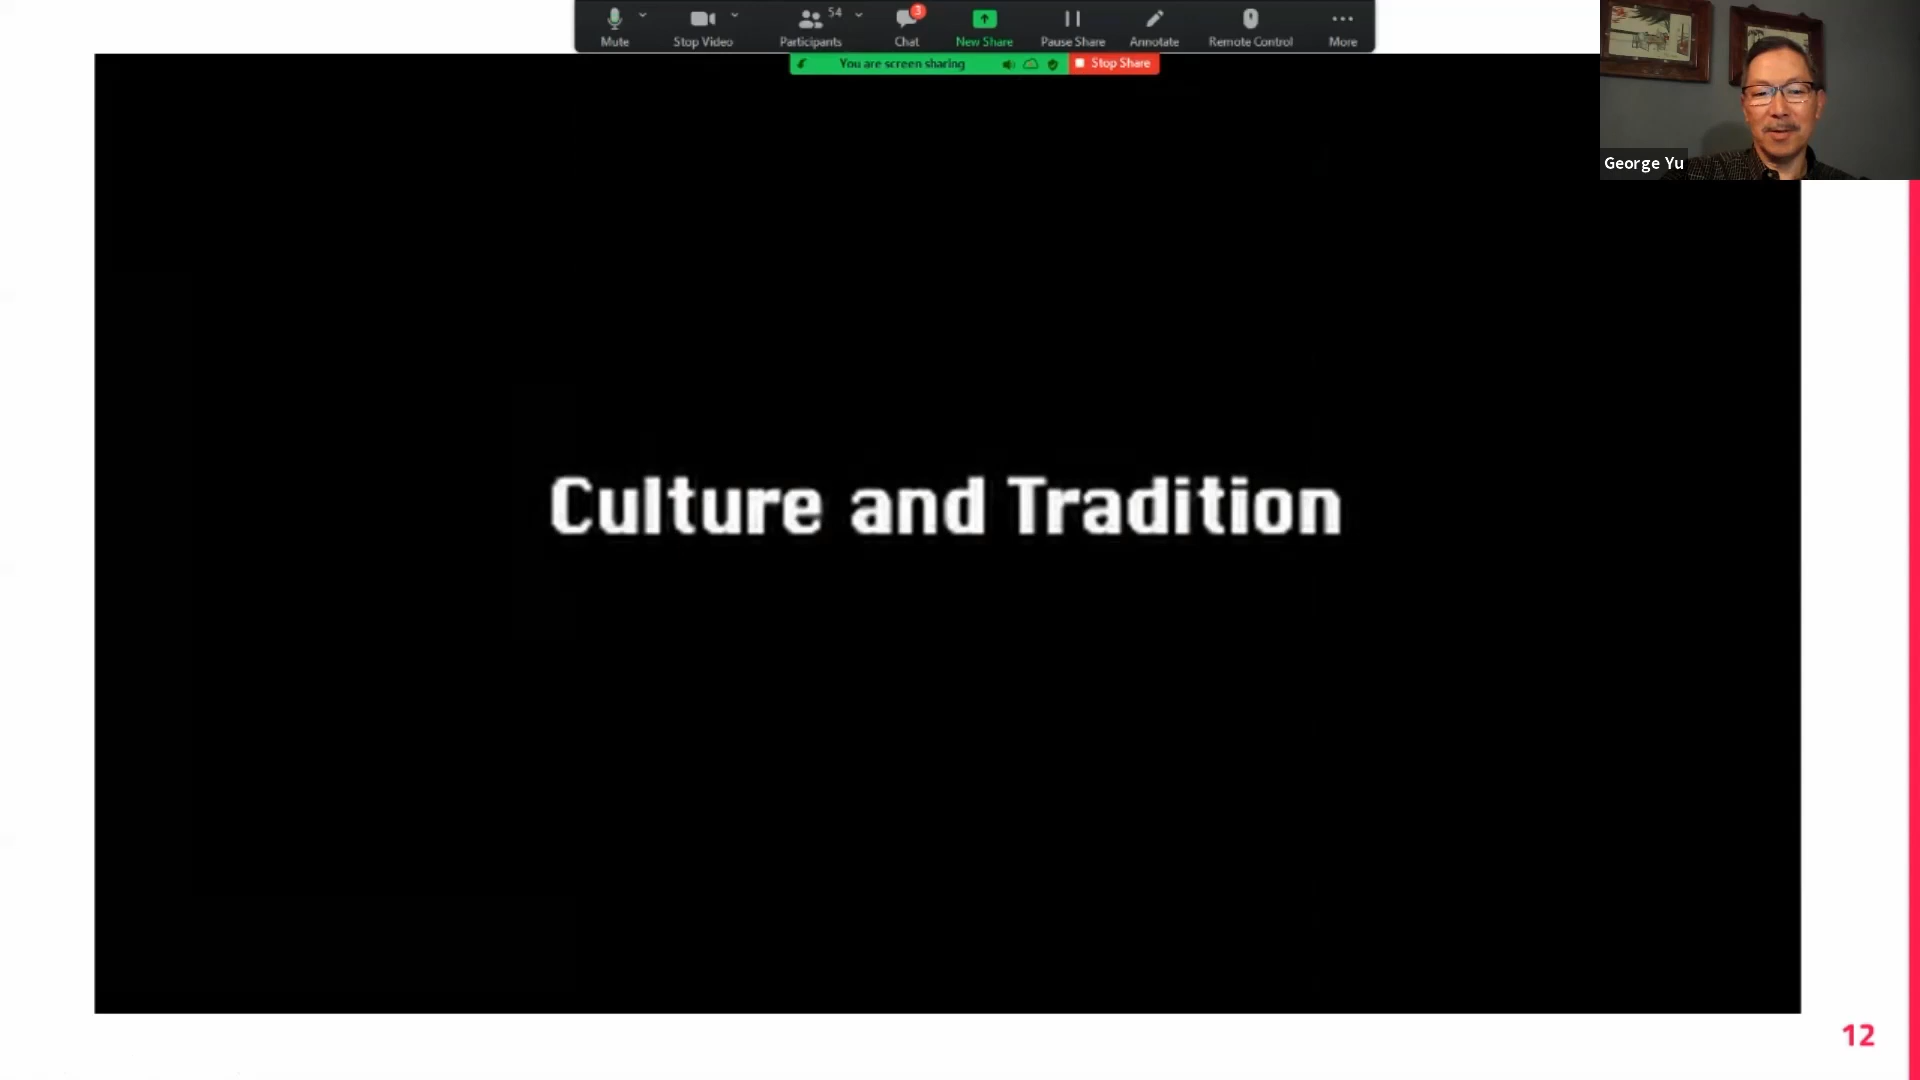 54
3
Mute
Stop Video
Participants
Chat
New Share
Pause Share
Annotate
Remote Control
More
You are screen sharing
Stop Share
George Yu
Culture and Tradition
12